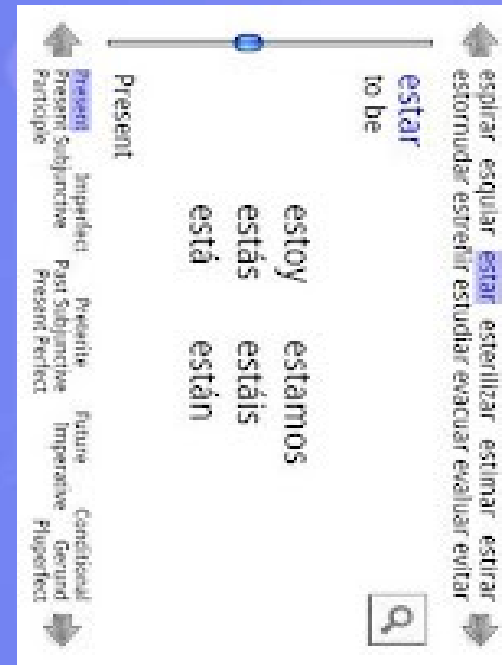 espirar esquiar estar esterilizar estimar estirar
estornudar estreñir estudiar evacuar evaluar evitar
estar
to be
estoy estamos
estás estáis
está están
Present
Present Imperfect Preterite Future Conditional
Present Subjunctive Past Subjunctive Imperative Gerund
Participle Present Perfect Pluperfect